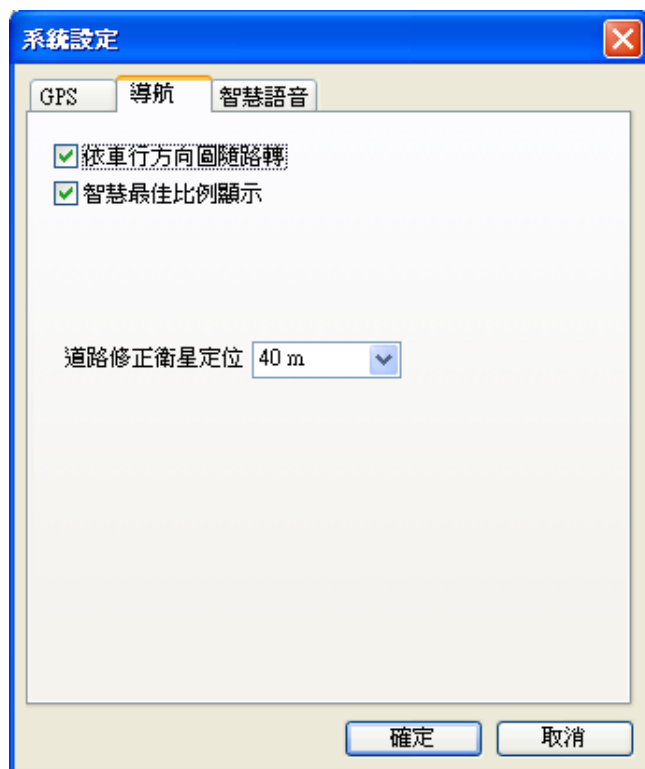 系統設定
GPS 導航 智慧語音
依車行方向圖隨路轉
智慧最佳比例顯示
道路修正衛星定位 40 m
確定 取消